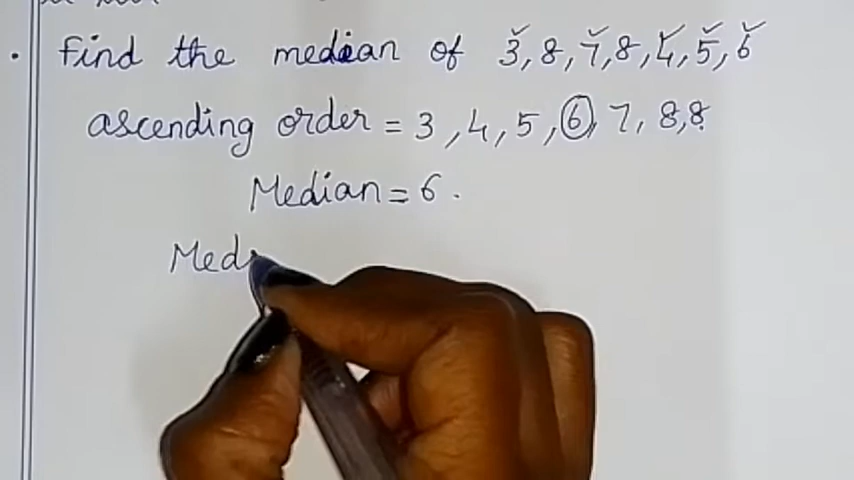 . Find the median of 3, 8, 7, 8, 4, 5, 6
ascending order = 3, 4, 5, 6, 7, 8, 8.
Median = 6.
Med